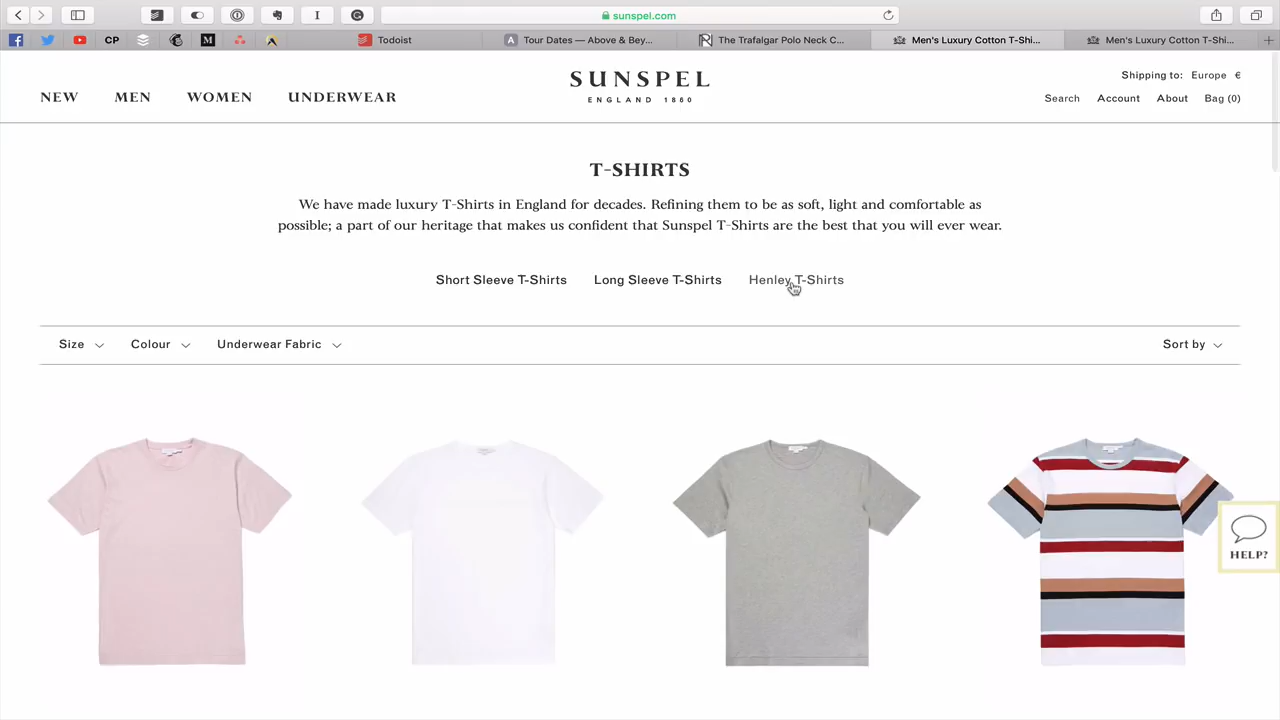 sunspel.com
CP
M
Todoist
A Tour Dates — Above & Bey...
The Trafalgar Polo Neck C...
Men's Luxury Cotton T-Shi...
Men's Luxury Cotton T-Shi...
NEW
MEN
WOMEN
UNDERWEAR
SUNSPEL
ENGLAND 1860
Shipping to: Europe €
Search Account About Bag (0)
T-SHIRTS
We have made luxury T-Shirts in England for decades. Refining them to be as soft, light and comfortable as
possible; a part of our heritage that makes us confident that Sunspel T-Shirts are the best that you will ever wear.
Short Sleeve T-Shirts
Long Sleeve T-Shirts
Henley T-Shirts
Size
Colour
Underwear Fabric
Sort by
HELP?